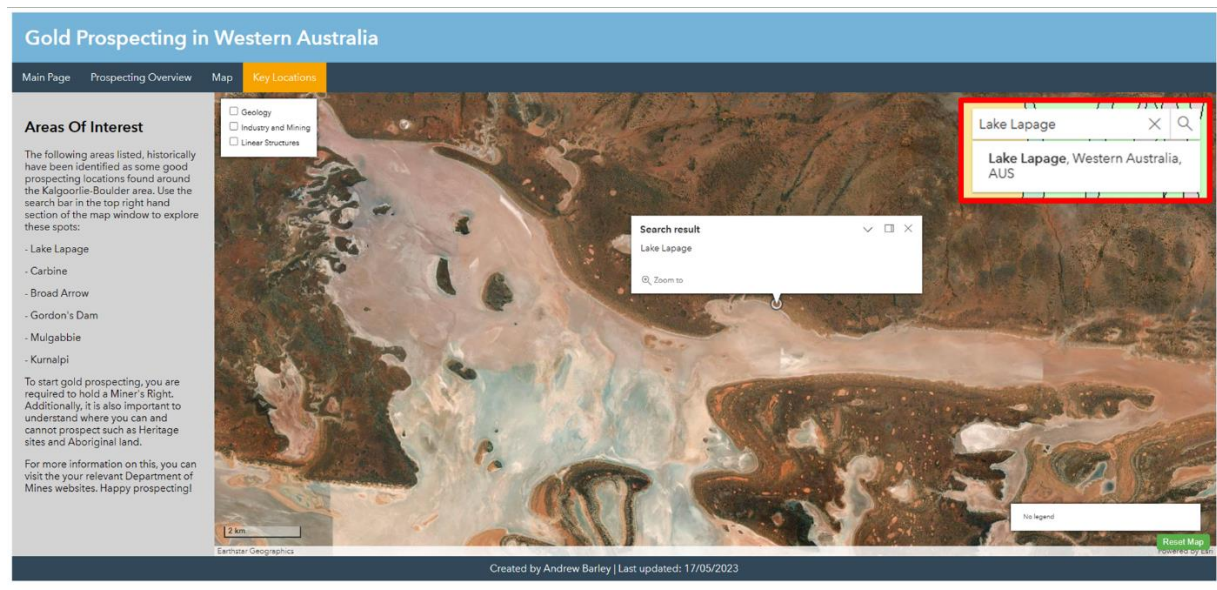 Gold Prospecting in Western Australia
Main Page Prospecting Overview Map Key Locations
Areas Of Interest
The following areas listed, historically
have been identified as some good
prospecting locations found around
the Kalgoorlie-Boulder area. Use the
search bar in the top right hand
section of the map window to explore
these spots:
- Lake Lapage
- Carbine
- Broad Arrow
- Gordon's Dam
- Mulgabbie
- Kurnalpi
To start gold prospecting, you are
required to hold a Miner's Right.
Additionally, it is also important to
understand where you can and
cannot prospect such as Heritage
sites and Aboriginal land.
For more information on this, you can
visit the your relevant Department of
Mines websites. Happy prospecting!
Geology
Industry and Mining
Linear Structures
Lake Lapage
Lake Lapage, Western Australia,
AUS
Search result
Lake Lapage
Zoom to
No legend
2 km
Reset Map
Earthstar Geographics
Powered by Esri
Created by Andrew Barley | Last updated: 17/05/2023